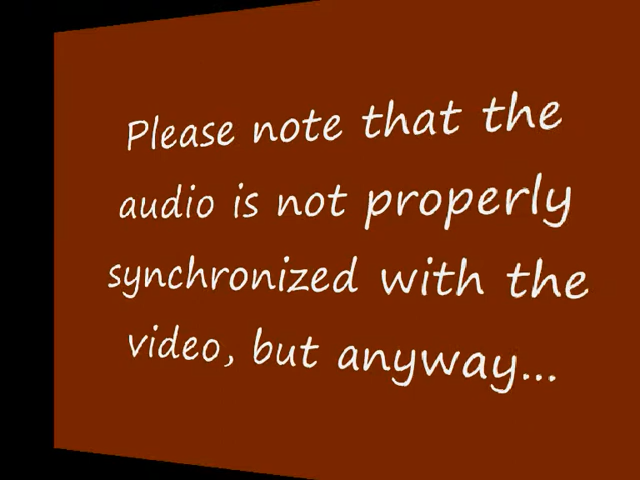 Please note that the
audio is not properly
synchronized with the
video, but anyway...